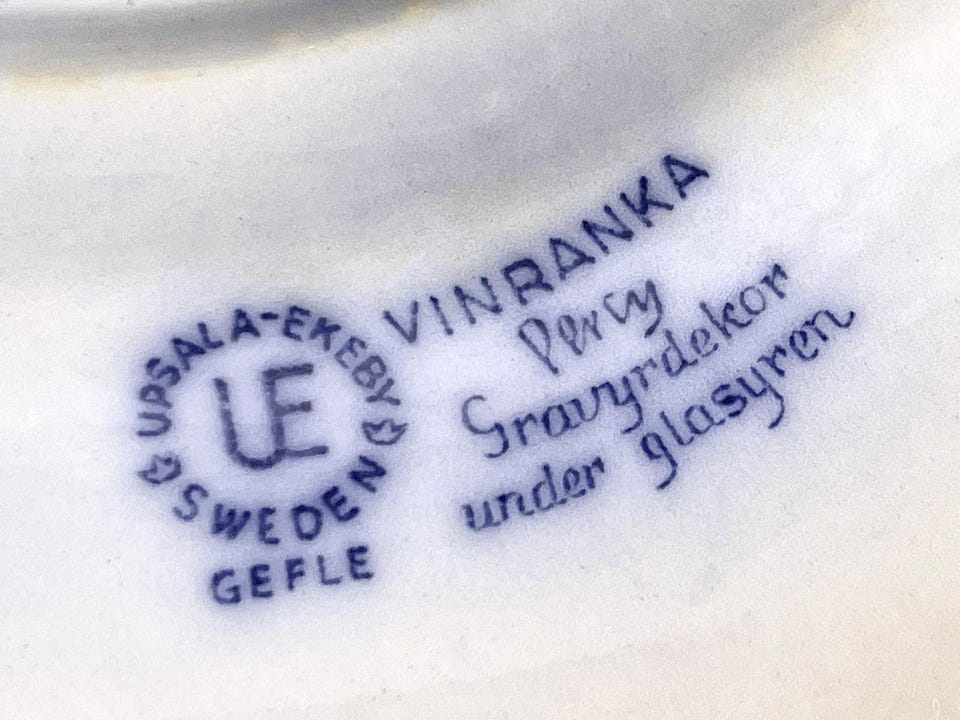 UPSALA-EKEBY
UE
SWEDEN
GEFLE
VINRANKA
Percy
Gravyrdekor
under glasyren